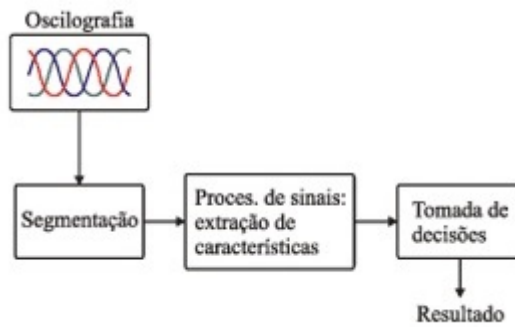 Oscilografia
Segmentação
Proces. de sinais:
extração de
características
Tomada de
decisões
Resultado